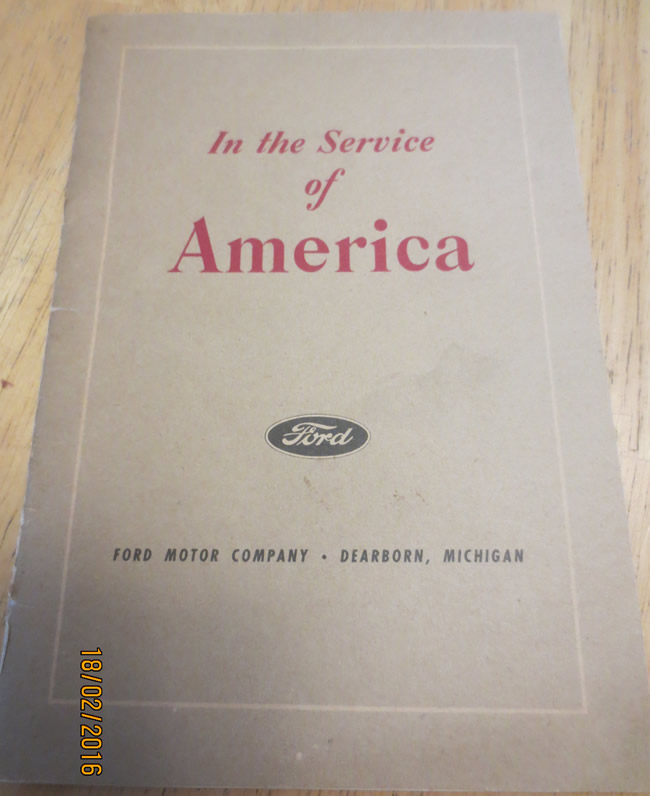 In the Service
of
America
Ford
FORD MOTOR COMPANY • DEARBORN, MICHIGAN
18/02/2016